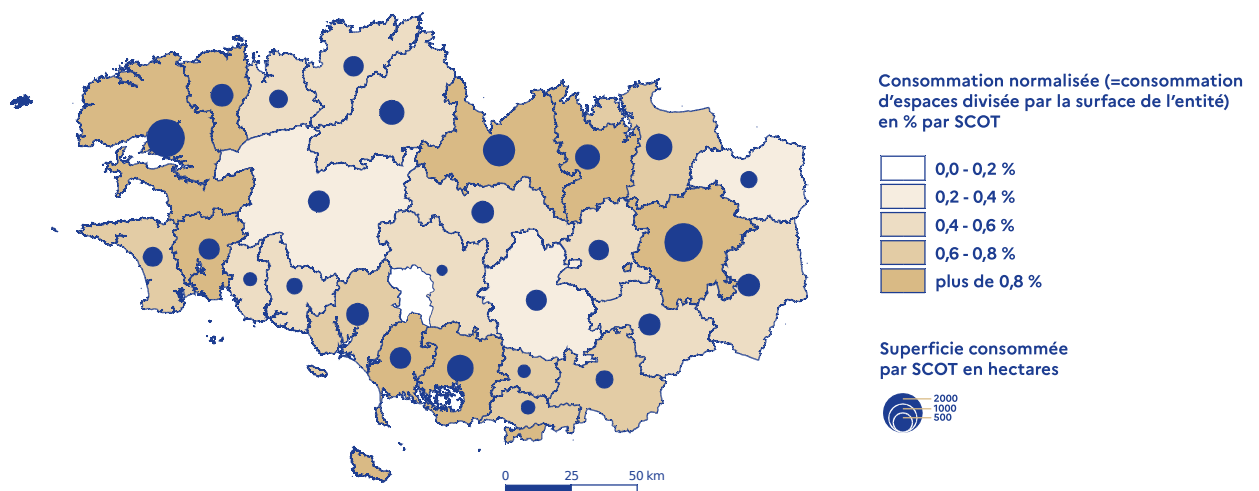 Consommation normalisée (=consommation
d’espaces divisée par la surface de l’entité)
en % par SCOT
0,0 - 0,2 %
0,2 - 0,4 %
0,4 - 0,6 %
0,6 - 0,8 %
plus de 0,8 %
Superficie consommée
par SCOT en hectares
2000
1000
500
0 25 50 km